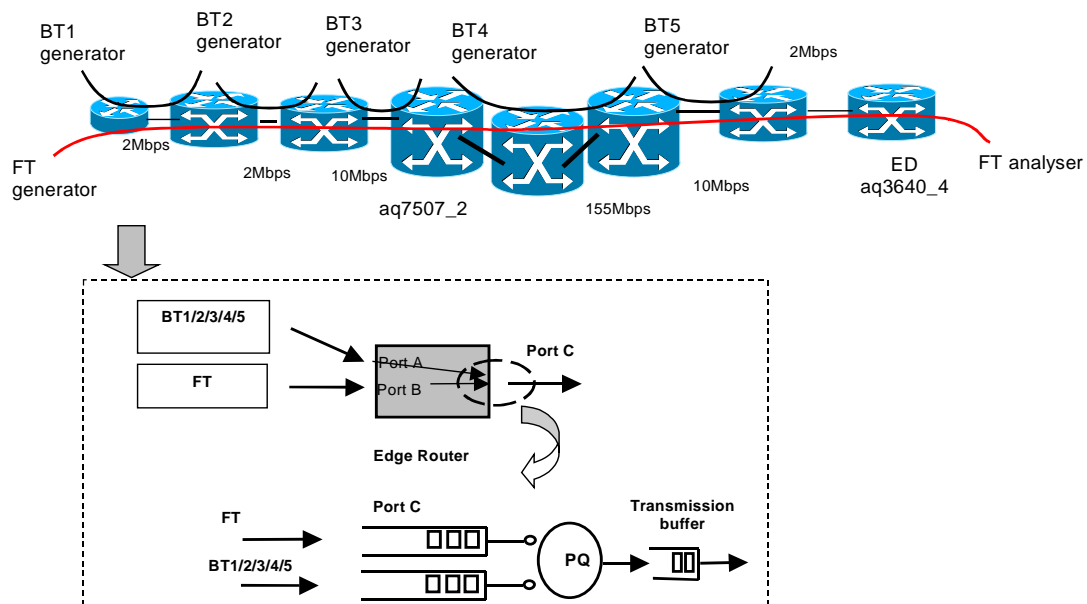 BT1
generator
BT2
generator
BT3
generator
BT4
generator
BT5
generator
2Mbps
FT
generator
2Mbps
2Mbps
10Mbps
aq7507_2
155Mbps
10Mbps
ED
aq3640_4
FT analyser
BT1/2/3/4/5
FT
Port A
Port B
Port C
Edge Router
Port C
Transmission
buffer
FT
BT1/2/3/4/5
PQ